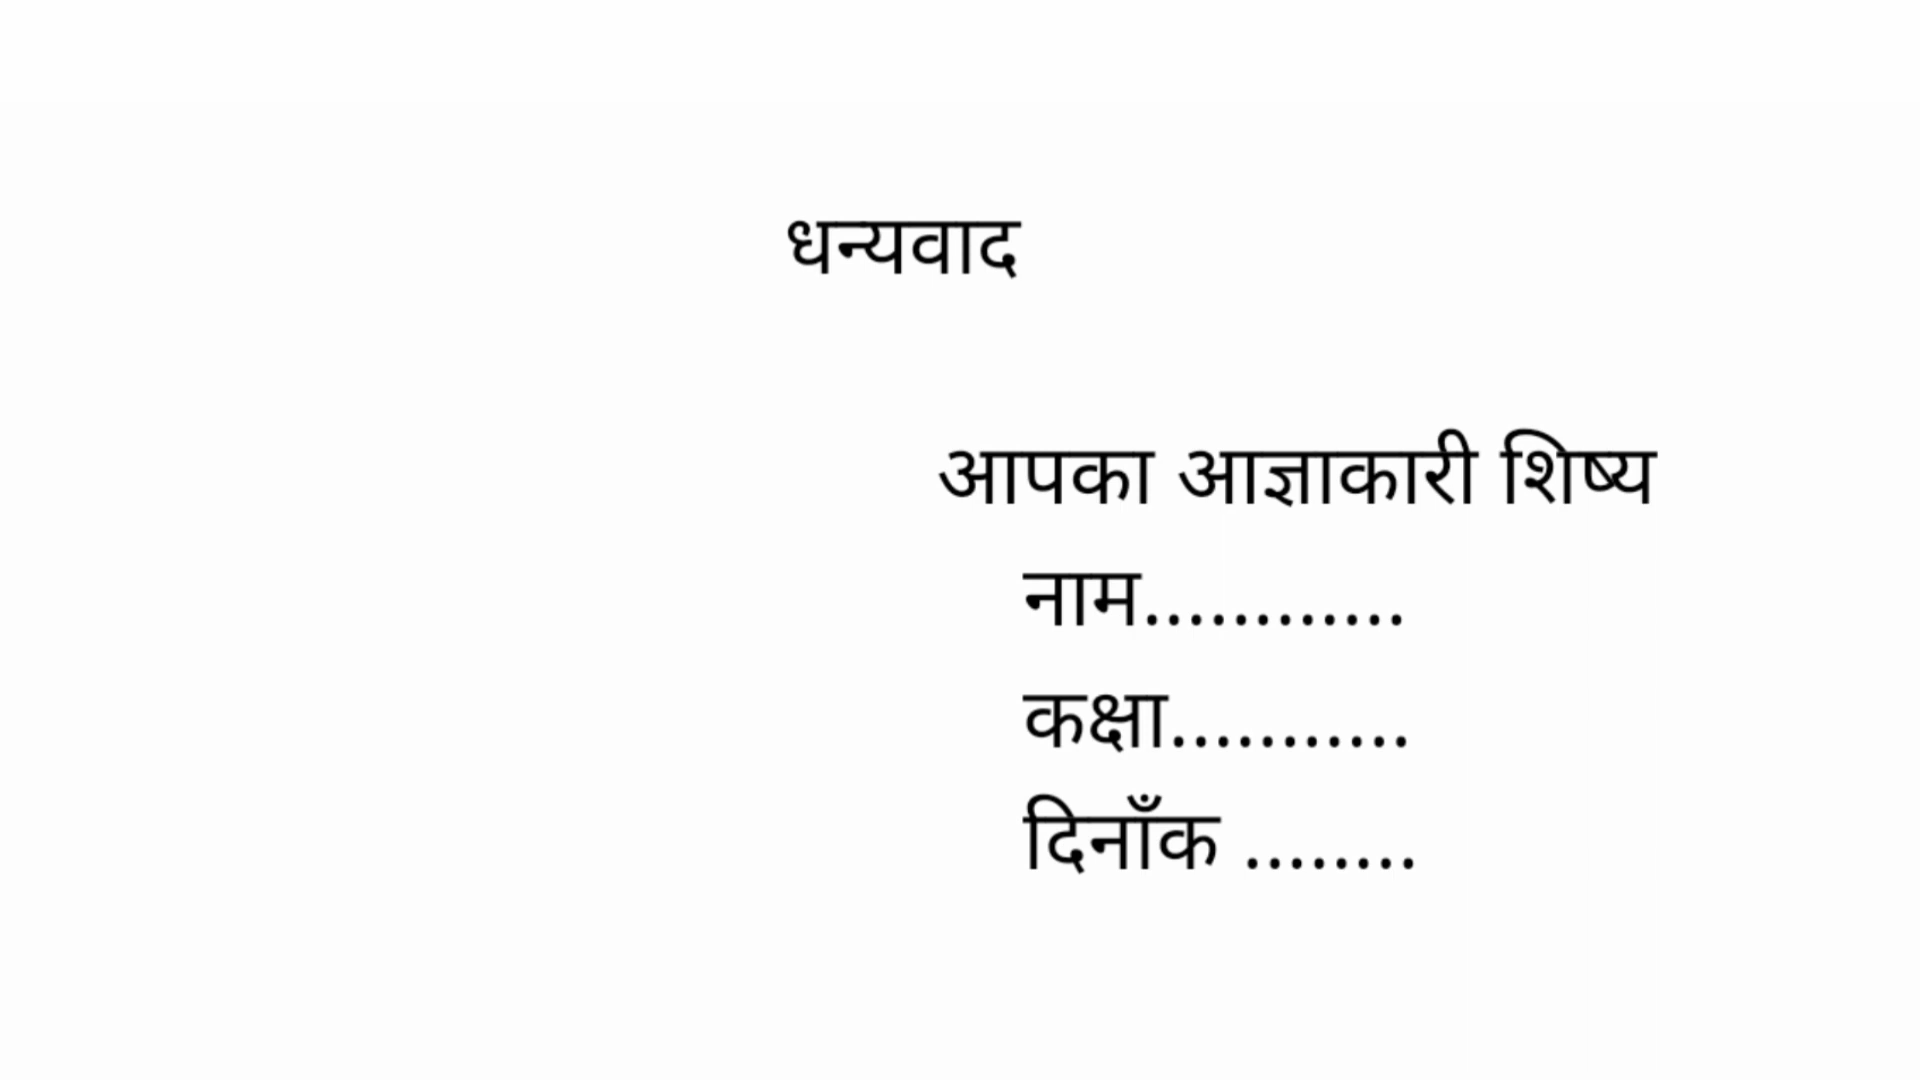 धन्यवाद
आपका आज्ञाकारी शिष्य
नाम............
कक्षा...........
दिनाँक ........